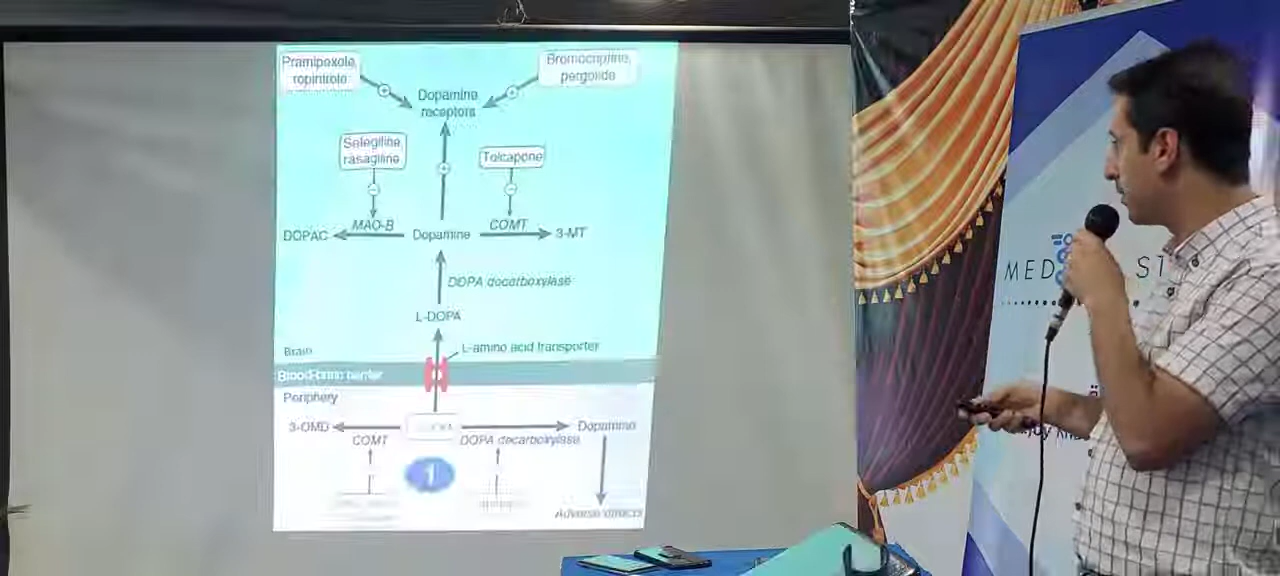 Pramipexole,
ropinirole
Bromocriptine,
pergolide
Dopamine
receptors
Selegiline,
rasagiline
Tolcapone
MAO-B
COMT
DOPAC
Dopamine
3-MT
DOPA decarboxylase
L-DOPA
L-amino acid transporter
Brain
Blood-brain barrier
Periphery
3-OMD
Dopamine
COMT
DOPA decarboxylase
1
Adverse effects
MED
ST